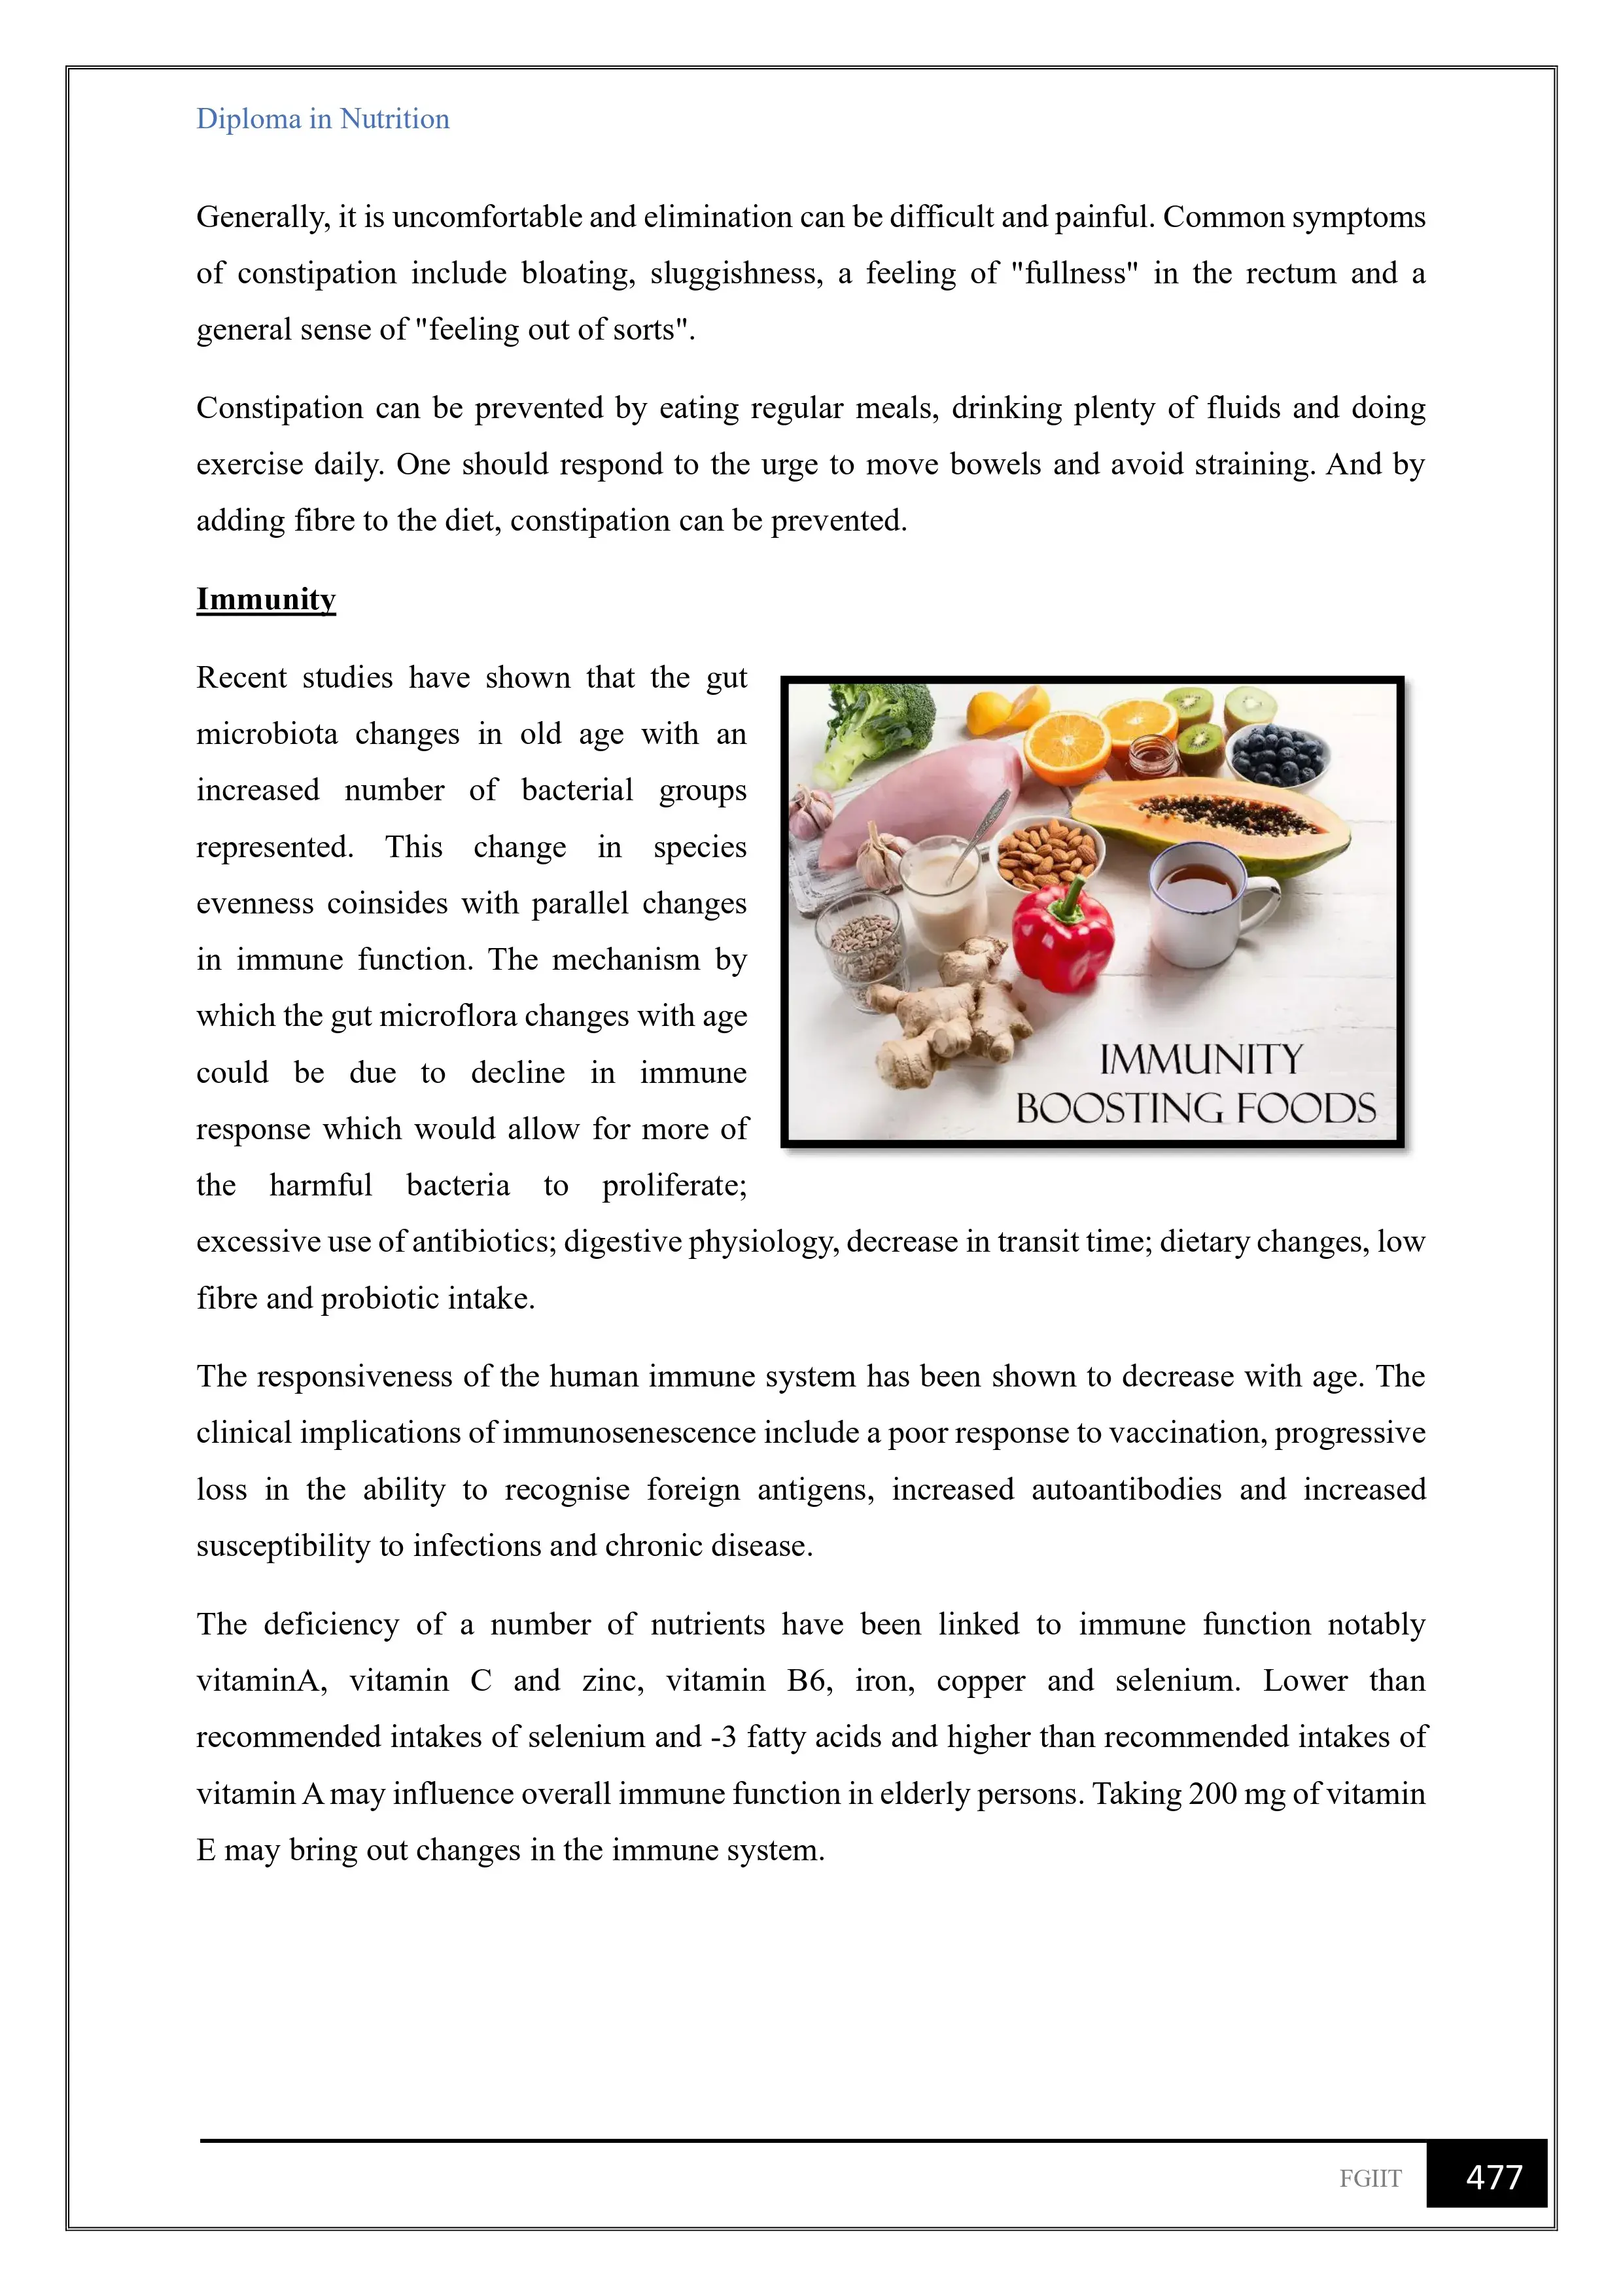 Diploma in Nutrition
Generally, it is uncomfortable and elimination can be difficult and painful. Common symptoms
of constipation include bloating, sluggishness, a feeling of "fullness" in the rectum and a
general sense of "feeling out of sorts".
Constipation can be prevented by eating regular meals, drinking plenty of fluids and doing
exercise daily. One should respond to the urge to move bowels and avoid straining. And by
adding fibre to the diet, constipation can be prevented.
Immunity
Recent studies have shown that the gut
microbiota changes in old age with an
increased number of bacterial groups
represented. This change in species
evenness coinsides with parallel changes
in immune function. The mechanism by
which the gut microflora changes with age
could be due to decline in immune
response which would allow for more of
the harmful bacteria to proliferate;
IMMUNITY
BOOSTING FOODS
excessive use of antibiotics; digestive physiology, decrease in transit time; dietary changes, low
fibre and probiotic intake.
The responsiveness of the human immune system has been shown to decrease with age. The
clinical implications of immunosenescence include a poor response to vaccination, progressive
loss in the ability to recognise foreign antigens, increased autoantibodies and increased
susceptibility to infections and chronic disease.
The deficiency of a number of nutrients have been linked to immune function notably
vitaminA, vitamin C and zinc, vitamin B6, iron, copper and selenium. Lower than
recommended intakes of selenium and -3 fatty acids and higher than recommended intakes of
vitamin A may influence overall immune function in elderly persons. Taking 200 mg of vitamin
E may bring out changes in the immune system.
FGIIT 477